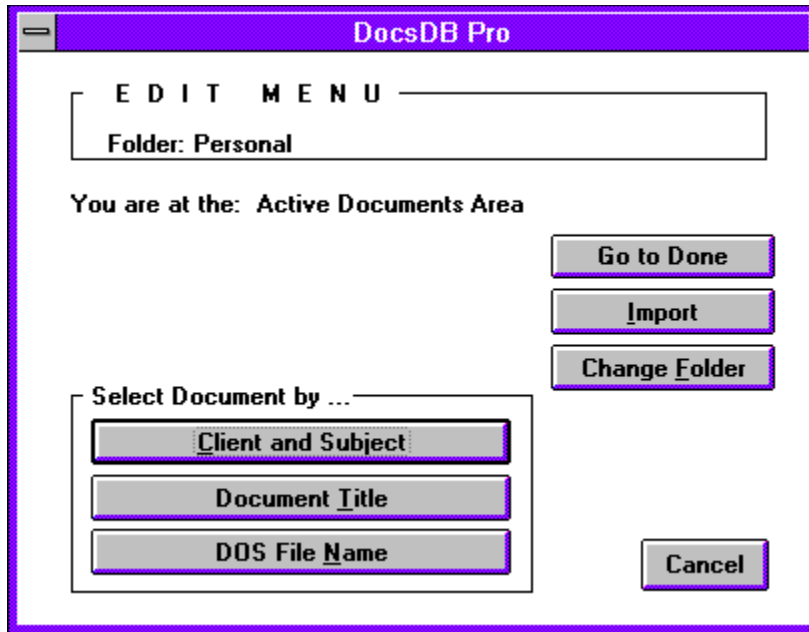 DocsDB Pro
E D I T   M E N U
Folder: Personal
You are at the:  Active Documents Area
Go to Done
Import
Change Folder
Select Document by ...
Client and Subject
Document Title
DOS File Name
Cancel